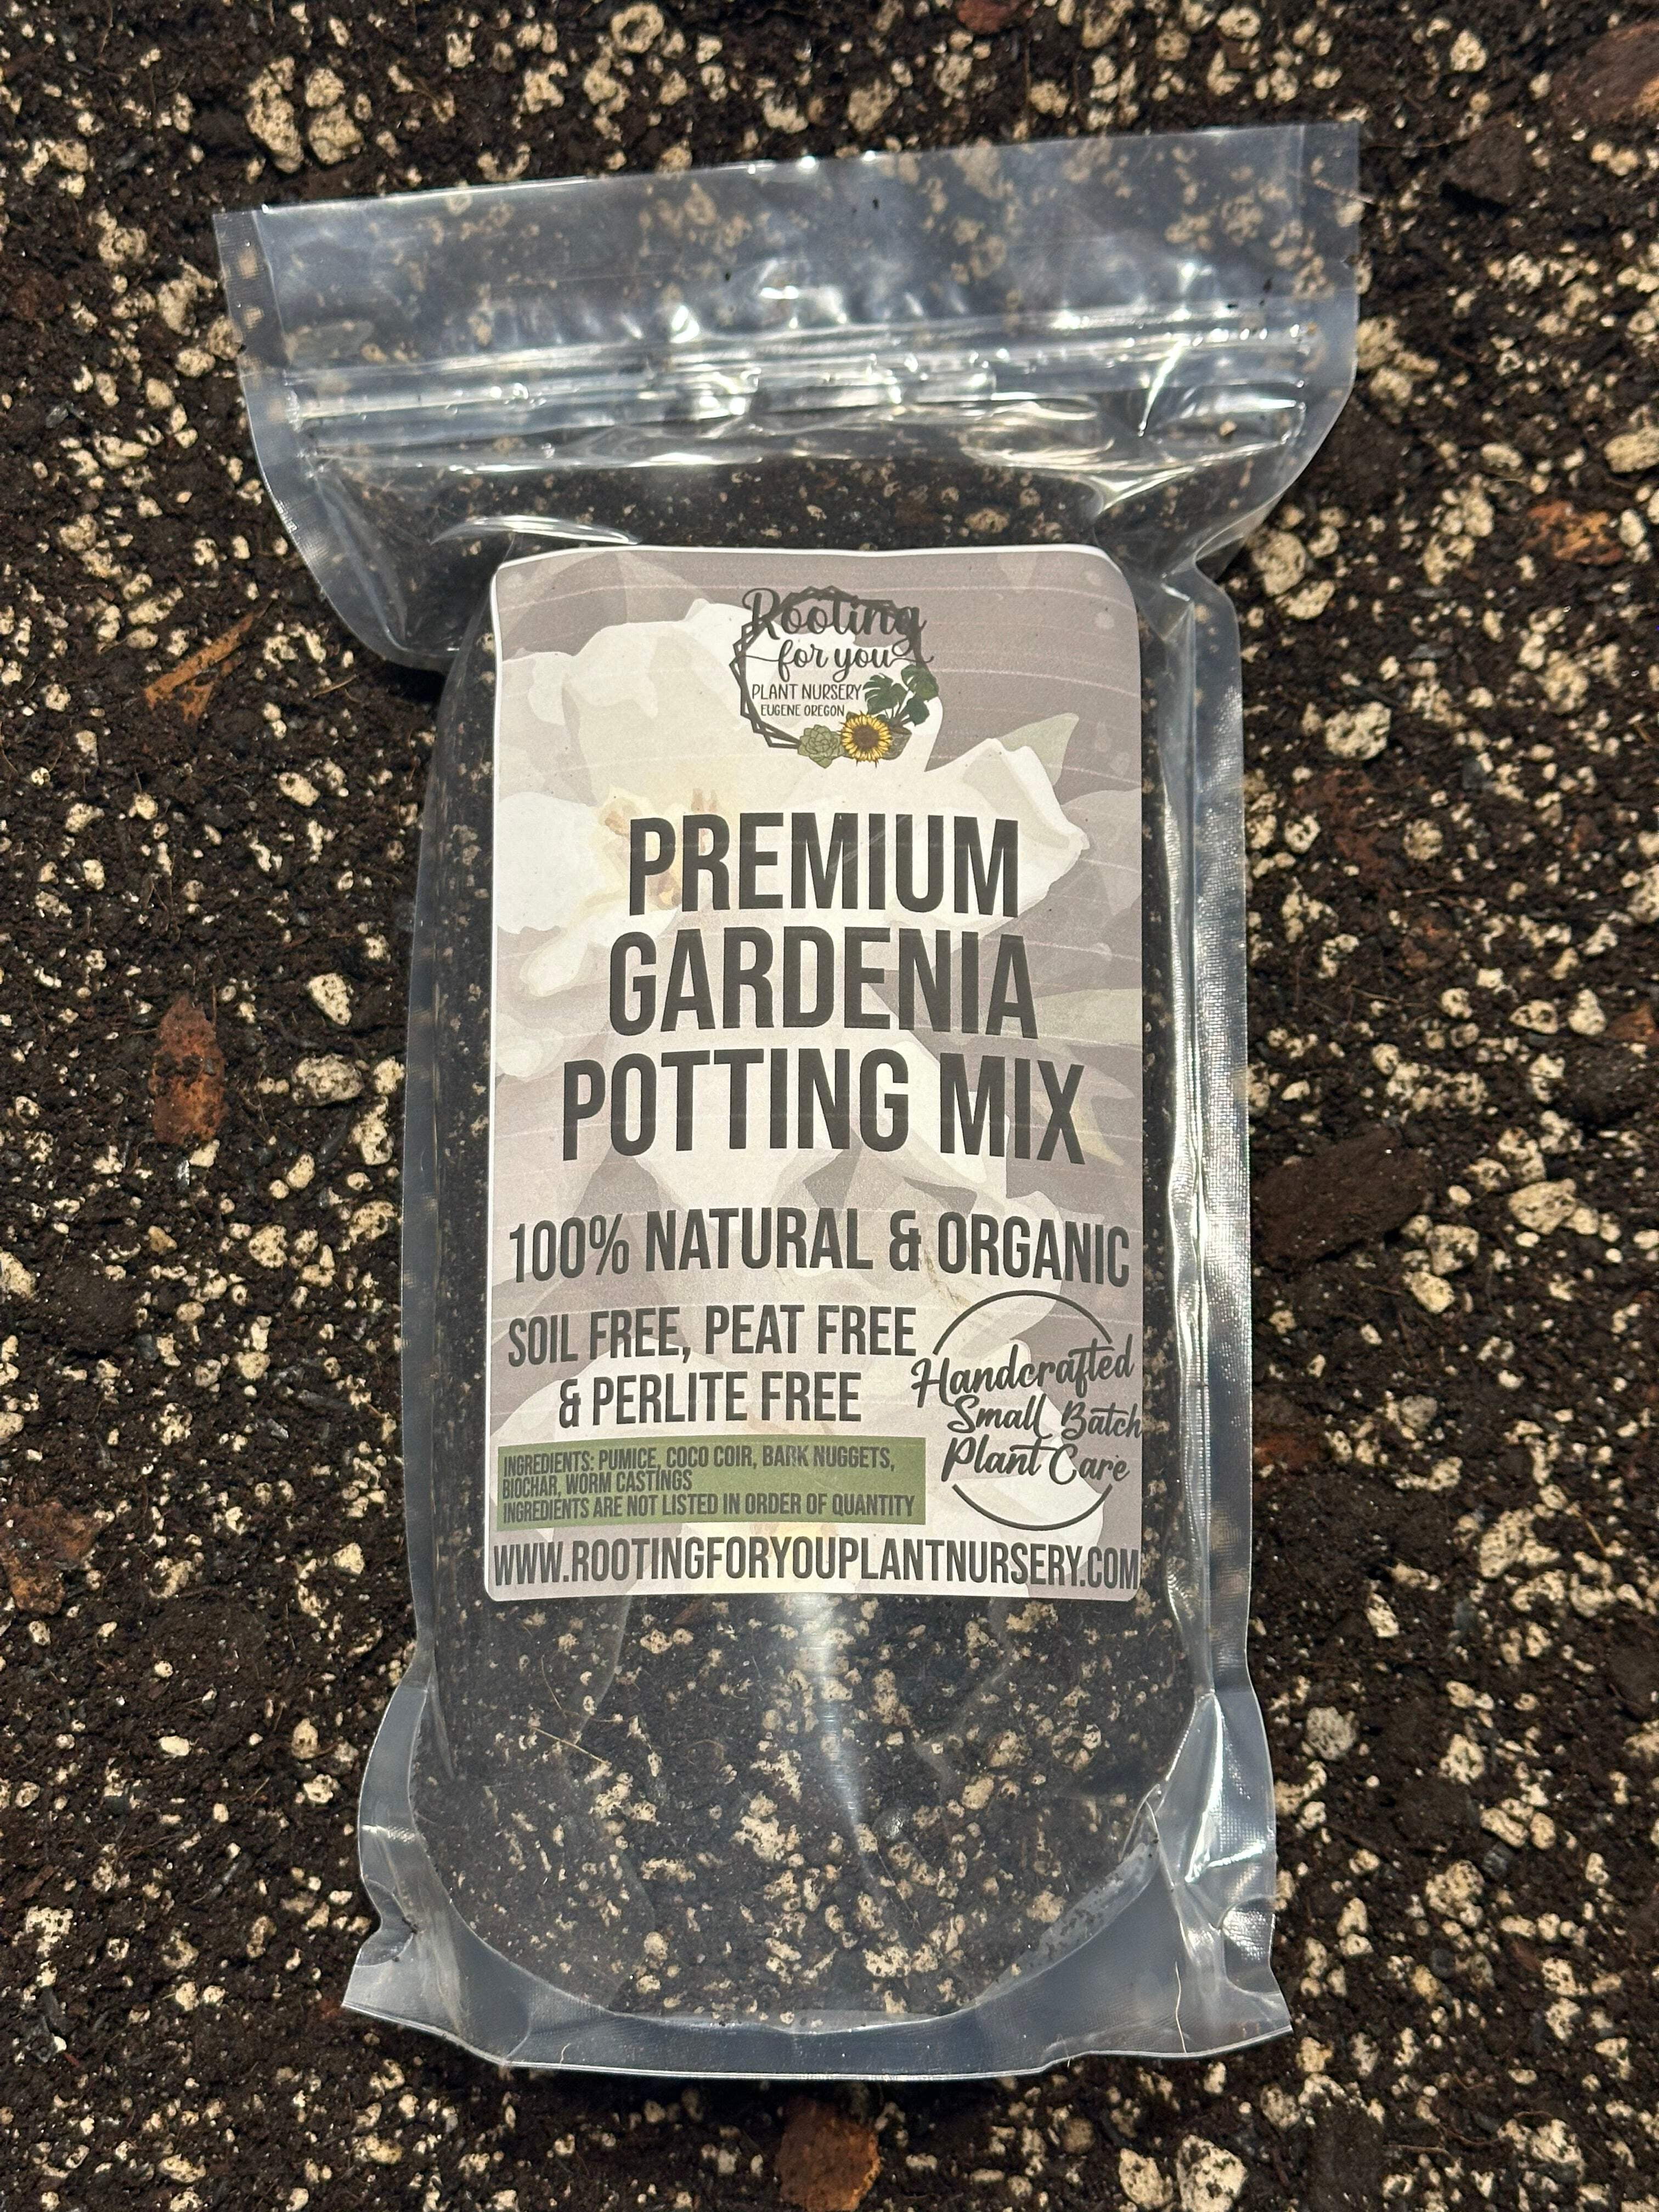 Rooting
for you
PLANT NURSERY
EUGENE OREGON
PREMIUM
GARDENIA
POTTING MIX
100% NATURAL & ORGANIC
SOIL FREE, PEAT FREE
& PERLITE FREE
Handcrafted
Small Batch
Plant Care
INGREDIENTS: PUMICE, COCO COIR, BARK NUGGETS,
BIOCHAR, WORM CASTINGS
INGREDIENTS ARE NOT LISTED IN ORDER OF QUANTITY
WWW.ROOTINGFORYOUPLANTNURSERY.COM